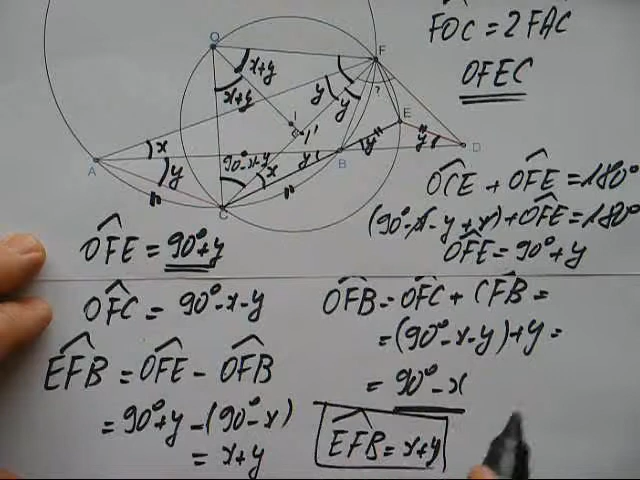 FOC = 2FAC
OFEC
O
F
x+y
x+y
y
y
?
E
I
I'
x
y
A
"
90°-x-y
x
y
B
y
y
D
C
"
OCE + OFE = 180°
(90°-x-y+x)+OFE=180°
OFE = 90°+y
OFE = 90°+y
OFC = 90°-x-y
EFB = OFE - OFB
= 90°+y-(90°-x)
= x+y
OFB = OFC + CFB =
= (90°-x-y)+y =
= 90°-x
EFB = x+y